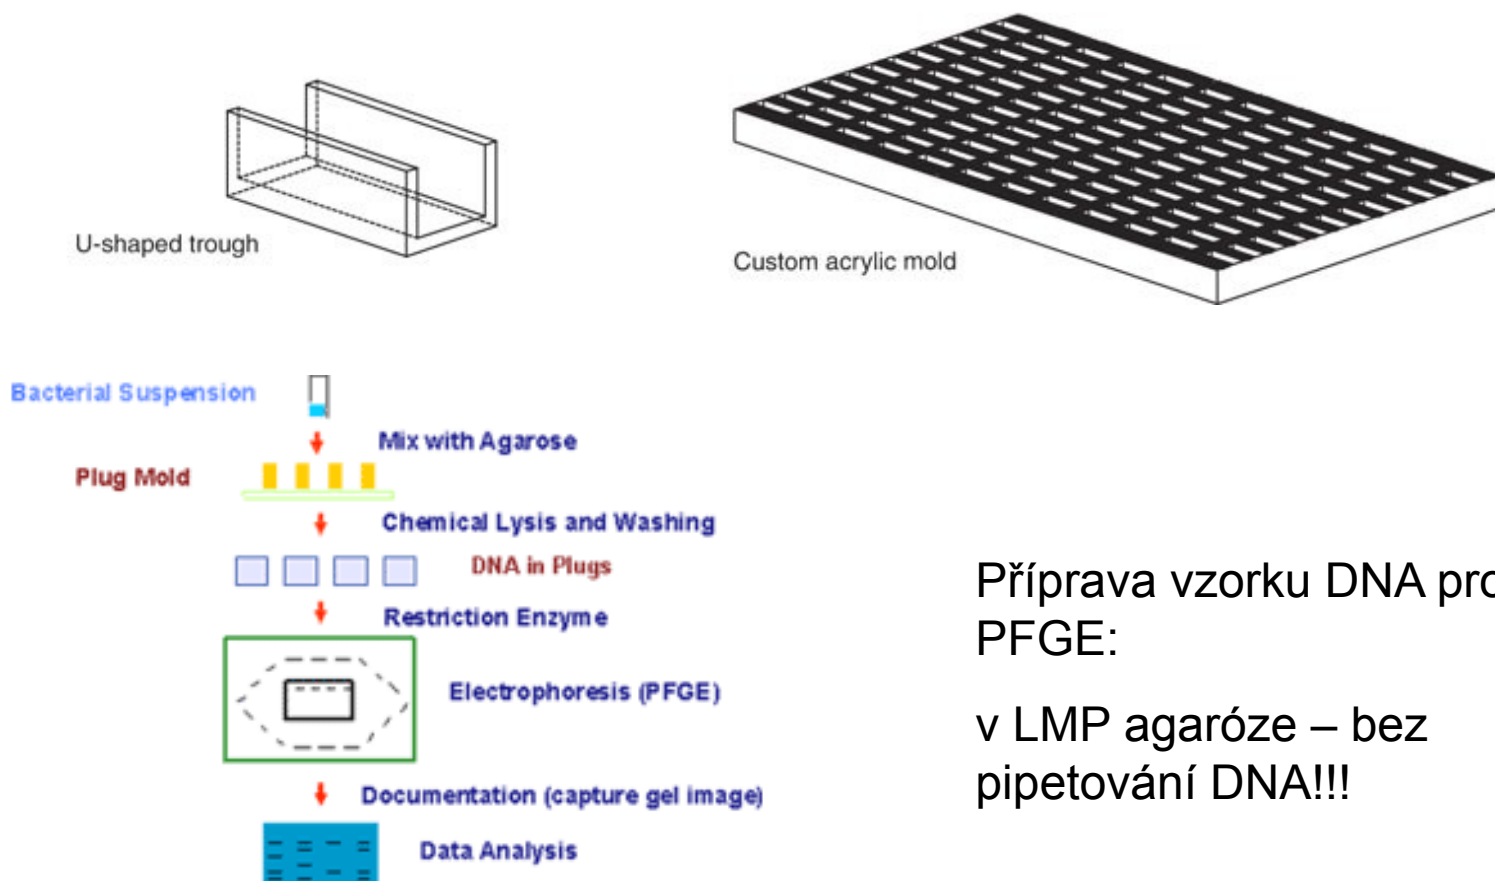 U-shaped trough
Custom acrylic mold
Bacterial Suspension
Mix with Agarose
Plug Mold
Chemical Lysis and Washing
DNA in Plugs
Restriction Enzyme
Electrophoresis (PFGE)
Documentation (capture gel image)
Data Analysis
Příprava vzorku DNA pro
PFGE:
v LMP agaróze – bez
pipetování DNA!!!